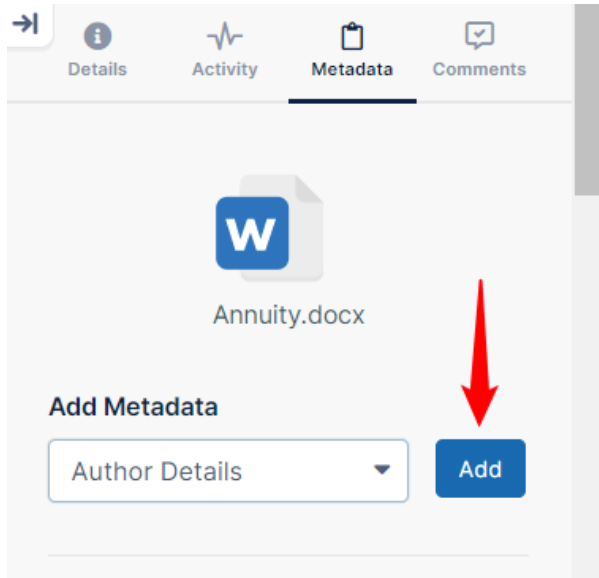 Details Activity Metadata Comments
W
Annuity.docx
Add Metadata
Author Details Add